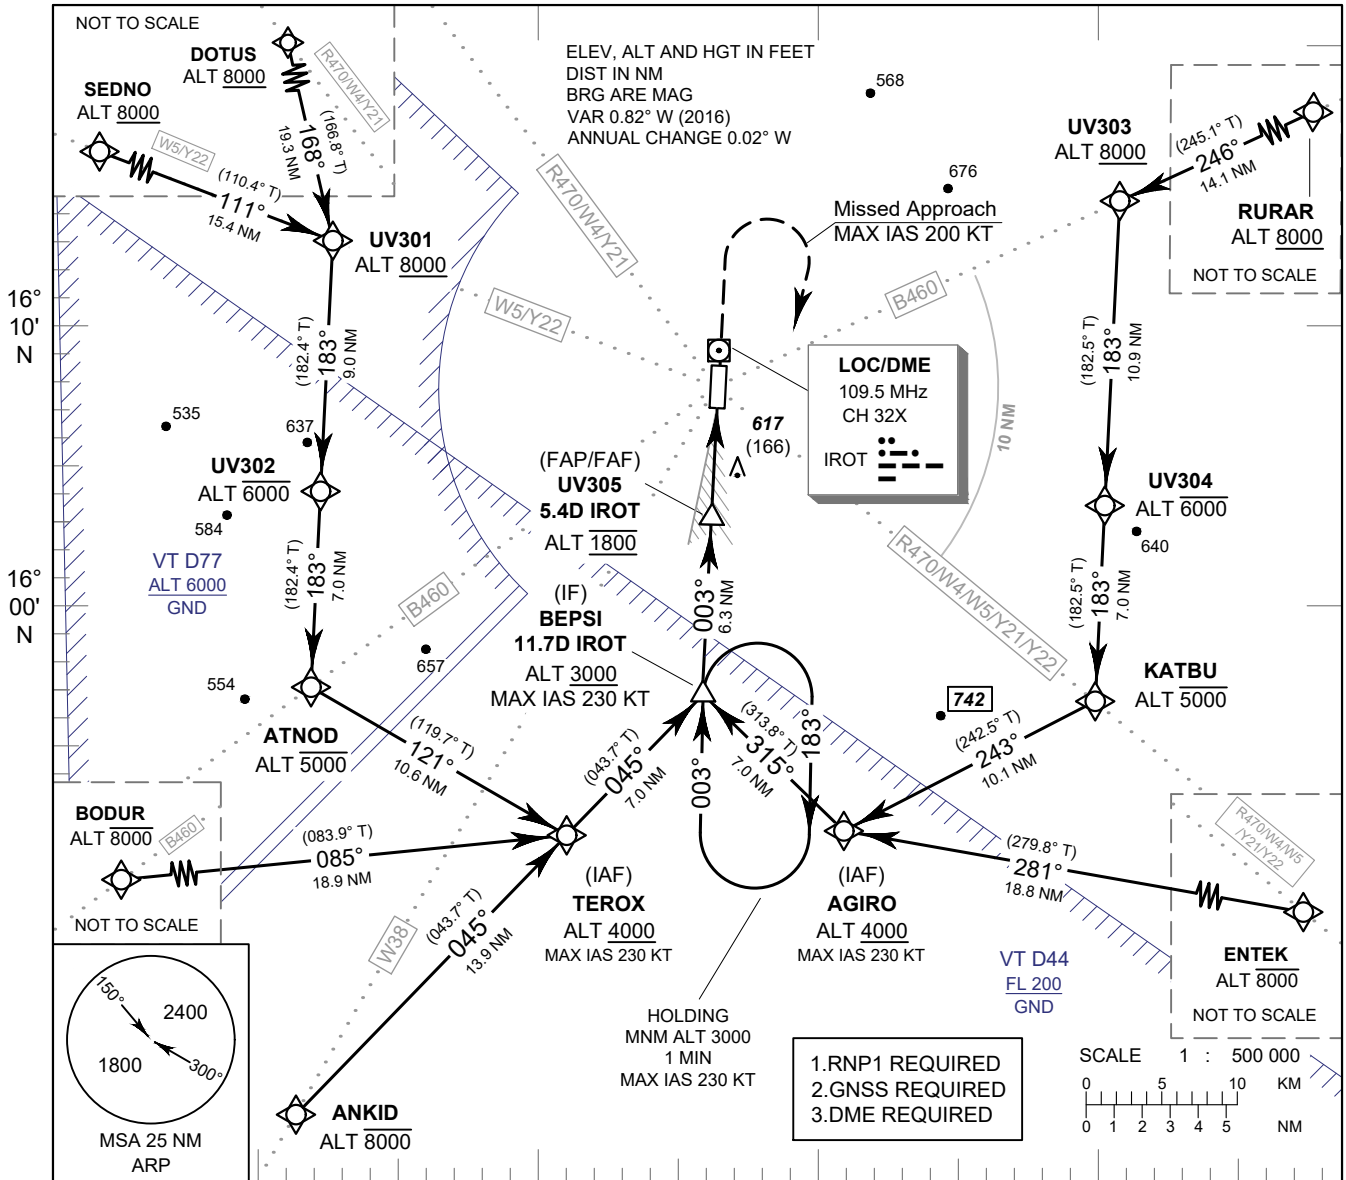 NOT TO SCALE
DOTUS
ALT 8000
SEDNO
ALT 8000
R470/W4/Y21
W5/Y22
(166.8° T)
168°
19.3 NM
(110.4° T)
111°
15.4 NM
UV301
ALT 8000
ELEV, ALT AND HGT IN FEET
DIST IN NM
BRG ARE MAG
VAR 0.82° W (2016)
ANNUAL CHANGE 0.02° W
568
676
Missed Approach
MAX IAS 200 KT
UV303
ALT 8000
(245.1° T)
246°
14.1 NM
RURAR
ALT 8000
NOT TO SCALE
R470/W4/Y21
W5/Y22
B460
16°
10'
N
(182.4° T)
183°
9.0 NM
(182.5° T)
183°
10.9 NM
LOC/DME
109.5 MHz
CH 32X
IROT
10 NM
535
637
617
(166)
UV302
ALT 6000
584
(FAP/FAF)
UV305
5.4D IROT
ALT 1800
UV304
ALT 6000
640
VT D77
ALT 6000
GND
(182.4° T)
183°
7.0 NM
B460
R470/W4/W5/Y21/Y22
(182.5° T)
183°
7.0 NM
16°
00'
N
(IF)
BEPSI
11.7D IROT
ALT 3000
MAX IAS 230 KT
003°
6.3 NM
657
554
742
KATBU
ALT 5000
ATNOD
ALT 5000
(119.7° T)
121°
10.6 NM
(043.7° T)
045°
7.0 NM
003°
(313.8° T)
315°
7.0 NM
183°
(242.5° T)
243°
10.1 NM
BODUR
ALT 8000
B460
(083.9° T)
085°
18.9 NM
NOT TO SCALE
(IAF)
TEROX
ALT 4000
MAX IAS 230 KT
(IAF)
AGIRO
ALT 4000
MAX IAS 230 KT
(279.8° T)
281°
18.8 NM
R470/W4/W5
/Y21/Y22
ENTEK
ALT 8000
NOT TO SCALE
W38
(043.7° T)
045°
13.9 NM
VT D44
FL 200
GND
150°
2400
1800
300°
MSA 25 NM
ARP
ANKID
ALT 8000
HOLDING
MNM ALT 3000
1 MIN
MAX IAS 230 KT
1.RNP1 REQUIRED
2.GNSS REQUIRED
3.DME REQUIRED
SCALE 1 : 500 000
0 5 10 KM
0 1 2 3 4 5 NM